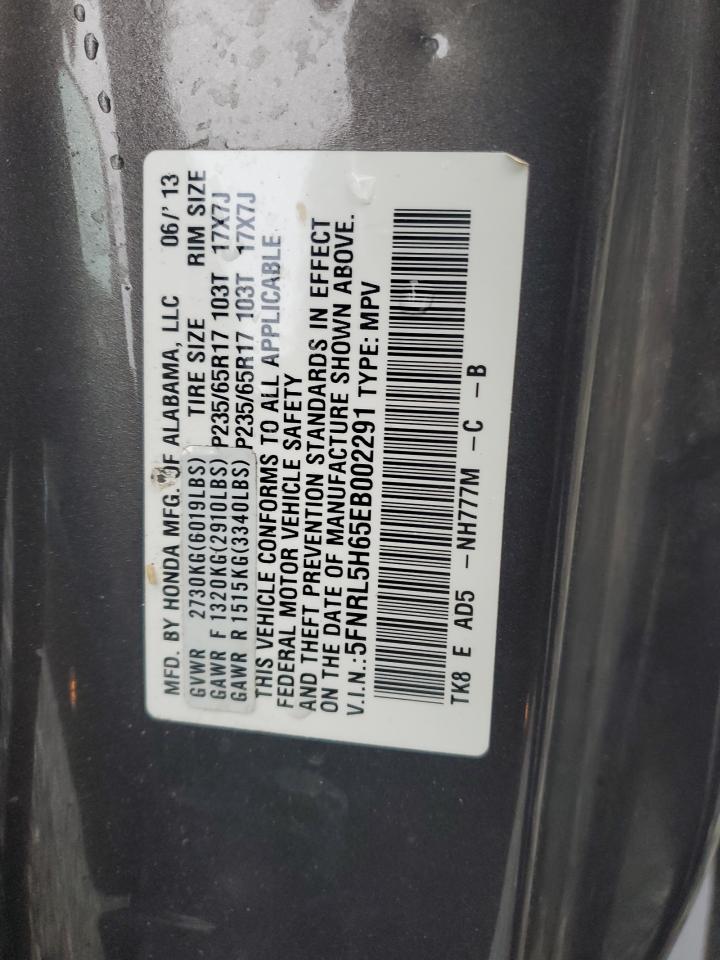 MFD. BY HONDA MFG. OF ALABAMA, LLC 06/'13
GVWR 2730KG(6019LBS) TIRE SIZE RIM SIZE
GAWR F 1320KG(2910LBS) P235/65R17 103T 17X7J
GAWR R 1515KG(3340LBS) P235/65R17 103T 17X7J
THIS VEHICLE CONFORMS TO ALL APPLICABLE
FEDERAL MOTOR VEHICLE SAFETY
AND THEFT PREVENTION STANDARDS IN EFFECT
ON THE DATE OF MANUFACTURE SHOWN ABOVE.
V.I.N.:5FNRL5H65EB002291 TYPE: MPV
TK8 E AD5 -NH777M -C -B